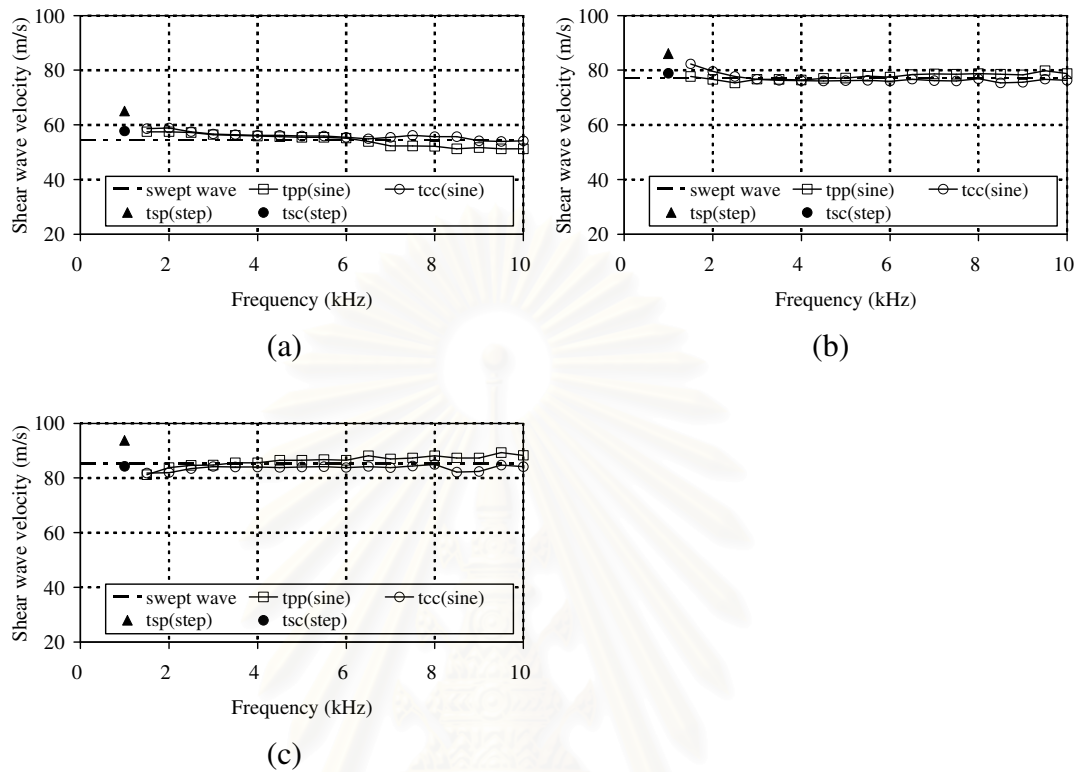 100
80
60
40
20
Shear wave velocity (m/s)
swept wave tpp(sine) tcc(sine)
tsp(step) tsc(step)
0 2 4 6 8 10
Frequency (kHz)
(a)
100
80
60
40
20
Shear wave velocity (m/s)
swept wave tpp(sine) tcc(sine)
tsp(step) tsc(step)
0 2 4 6 8 10
Frequency (kHz)
(b)
100
80
60
40
20
Shear wave velocity (m/s)
swept wave tpp(sine) tcc(sine)
tsp(step) tsc(step)
0 2 4 6 8 10
Frequency (kHz)
(c)